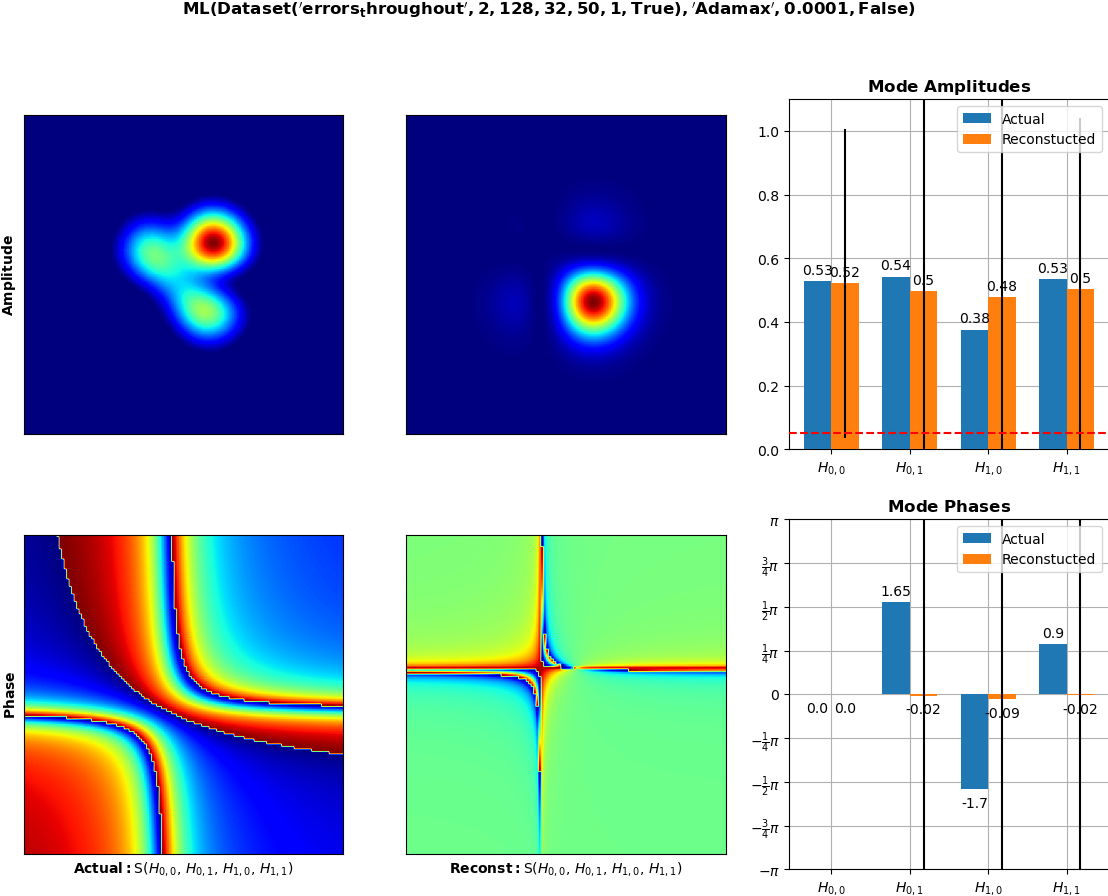 ML(Dataset('errors_throughout', 2, 128, 32, 50, 1, True), 'Adamax', 0.0001, False)
Amplitude
Mode Amplitudes
Actual
Reconstucted
1.0
0.8
0.6
0.4
0.2
0.0
0.53 0.52 0.54 0.5 0.38 0.48 0.53 0.5
H0,0 H0,1 H1,0 H1,1
Phase
Mode Phases
Actual
Reconstucted
π
3/4π
1/2π
1/4π
0
−1/4π
−1/2π
−3/4π
−π
0.0 0.0 1.65 -0.02 -1.7 -0.09 0.9 -0.02
H0,0 H0,1 H1,0 H1,1
Actual: S(H0,0, H0,1, H1,0, H1,1)
Reconst: S(H0,0, H0,1, H1,0, H1,1)